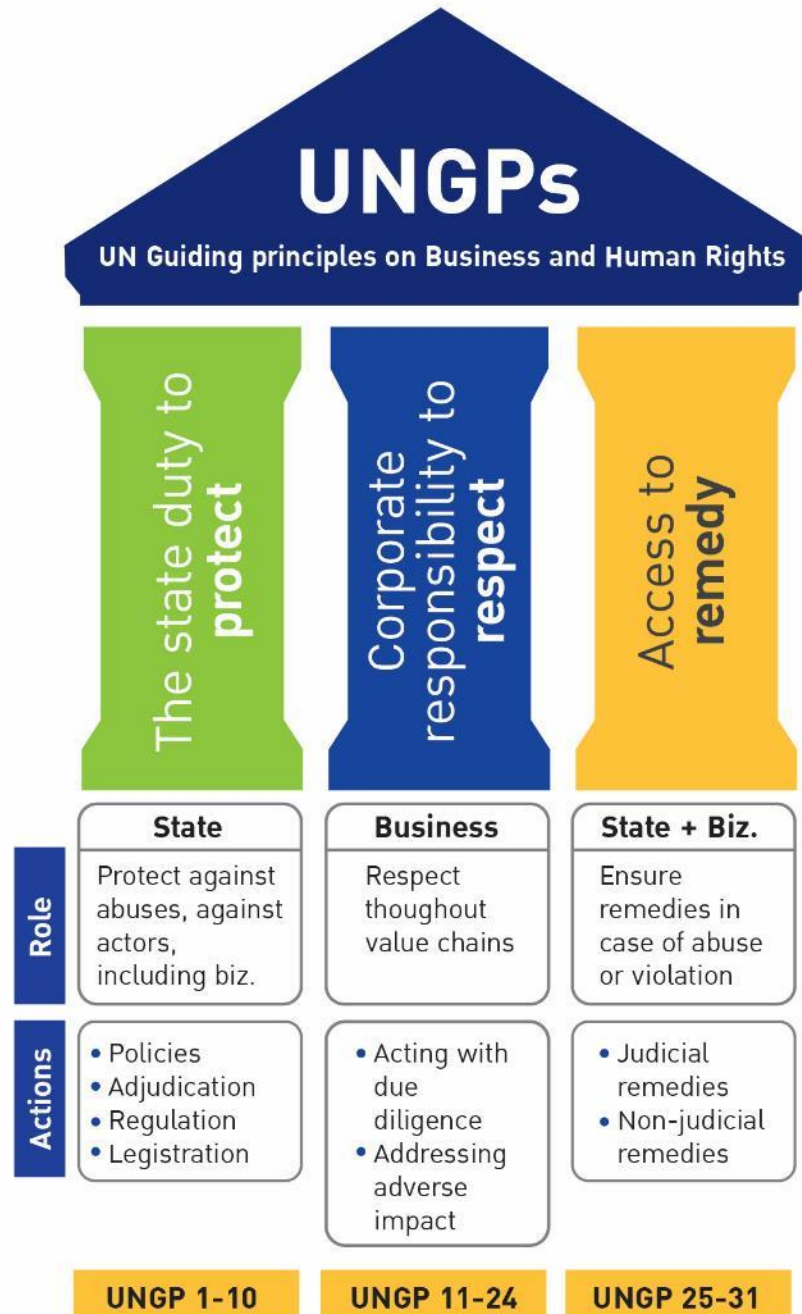 UNGPs
UN Guiding principles on Business and Human Rights
The state duty to
protect
Corporate
responsibility to
respect
Access to
remedy
State
Business
State + Biz.
Role
Protect against
abuses, against
actors,
including biz.
Respect
thoughout
value chains
Ensure
remedies in
case of abuse
or violation
Actions
• Policies
• Adjudication
• Regulation
• Legistration
• Acting with
due
diligence
• Addressing
adverse
impact
• Judicial
remedies
• Non-judicial
remedies
UNGP 1-10
UNGP 11-24
UNGP 25-31